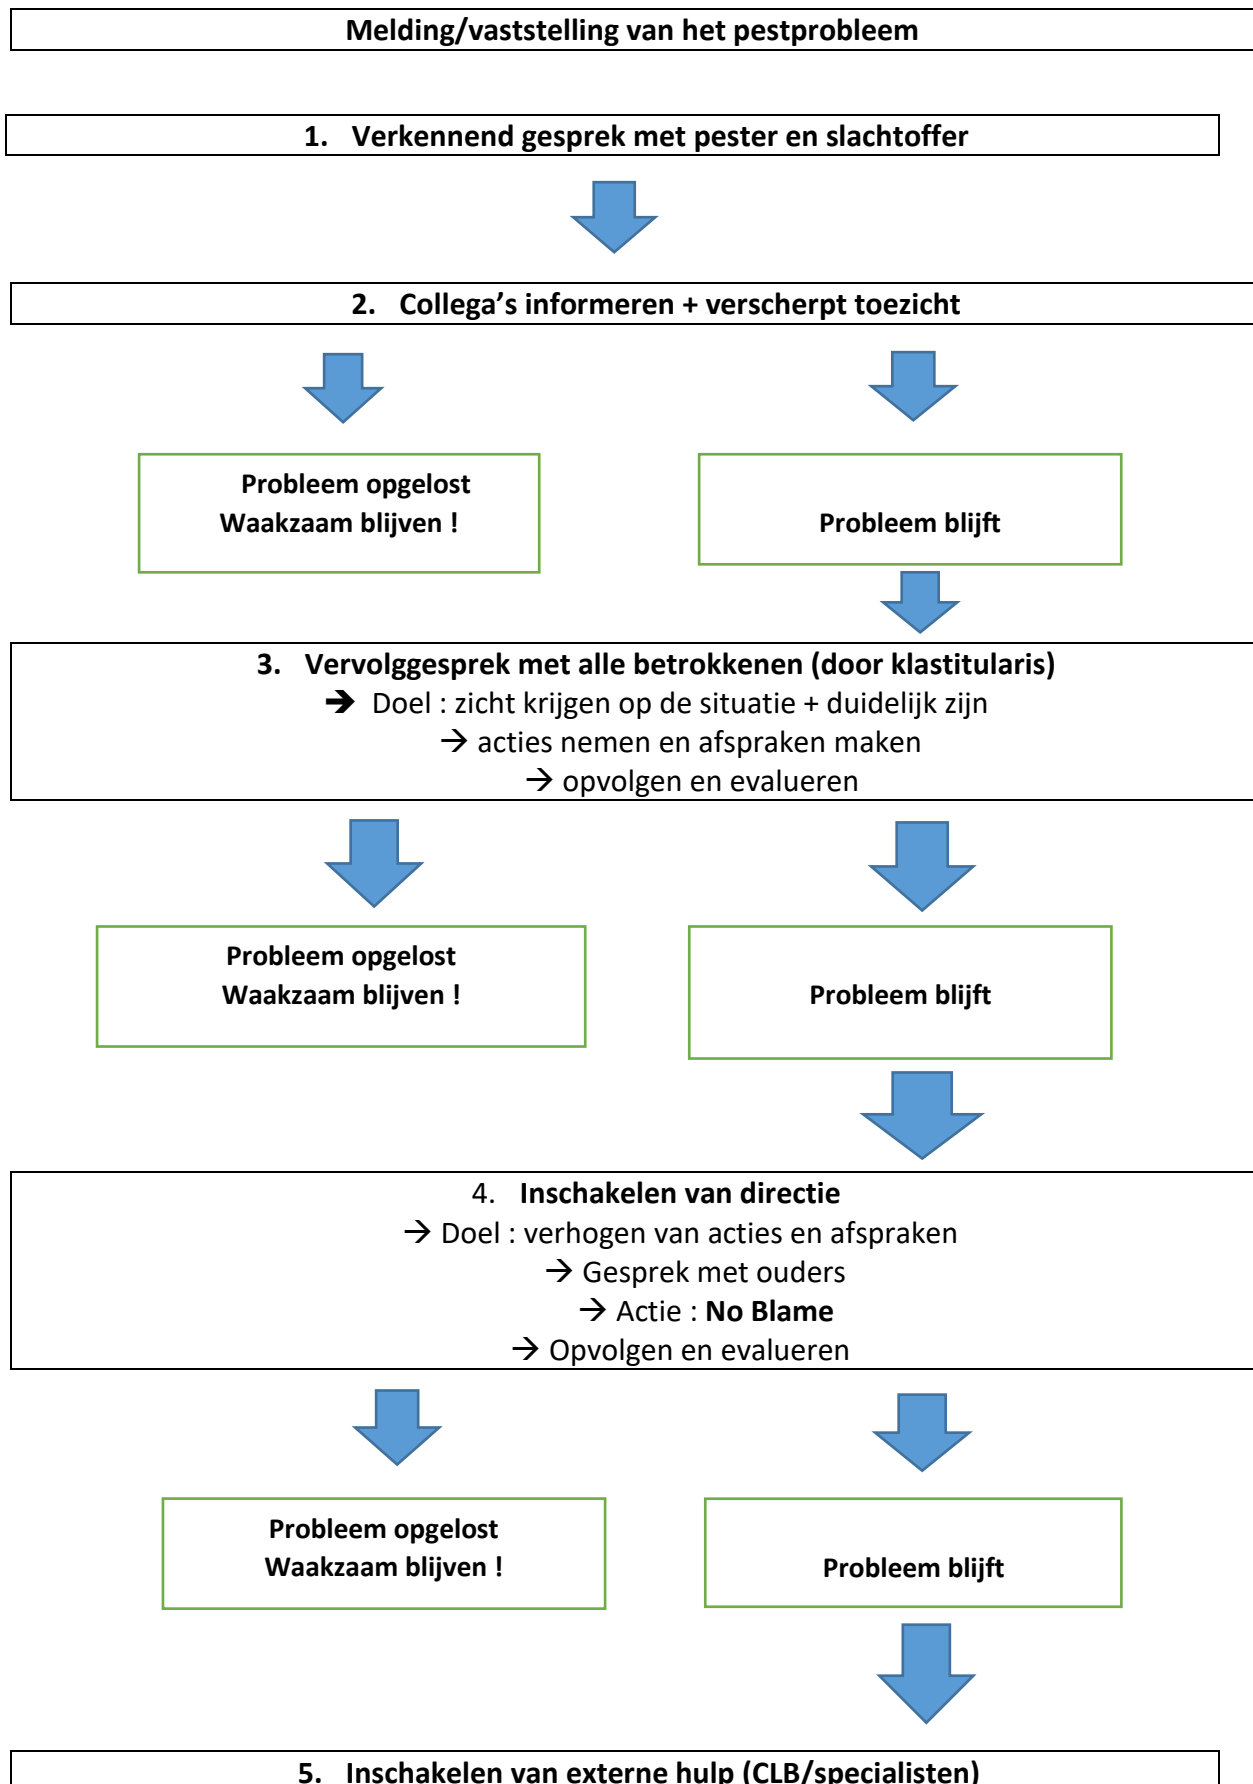 Melding/vaststelling van het pestprobleem
1. Verkennend gesprek met pester en slachtoffer
2. Collega’s informeren + verscherpt toezicht
Probleem opgelost
Waakzaam blijven !
Probleem blijft
3. Vervolggesprek met alle betrokkenen (door klastitularis)
➔ Doel : zicht krijgen op de situatie + duidelijk zijn
→ acties nemen en afspraken maken
→ opvolgen en evalueren
Probleem opgelost
Waakzaam blijven !
Probleem blijft
4. Inschakelen van directie
→ Doel : verhogen van acties en afspraken
→ Gesprek met ouders
→ Actie : No Blame
→ Opvolgen en evalueren
Probleem opgelost
Waakzaam blijven !
Probleem blijft
5. Inschakelen van externe hulp (CLB/specialisten)